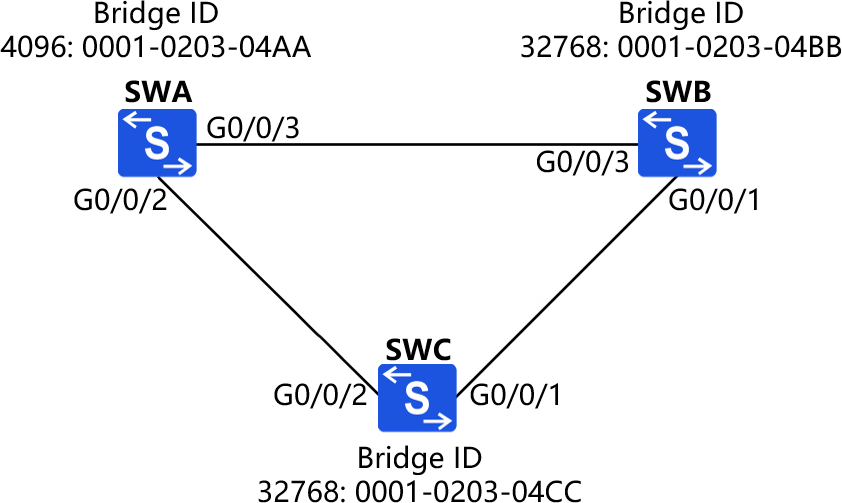 Bridge ID
4096: 0001-0203-04AA
Bridge ID
32768: 0001-0203-04BB
SWA
SWB
S
G0/0/3
G0/0/3
S
G0/0/2
G0/0/1
SWC
G0/0/2
S
G0/0/1
Bridge ID
32768: 0001-0203-04CC